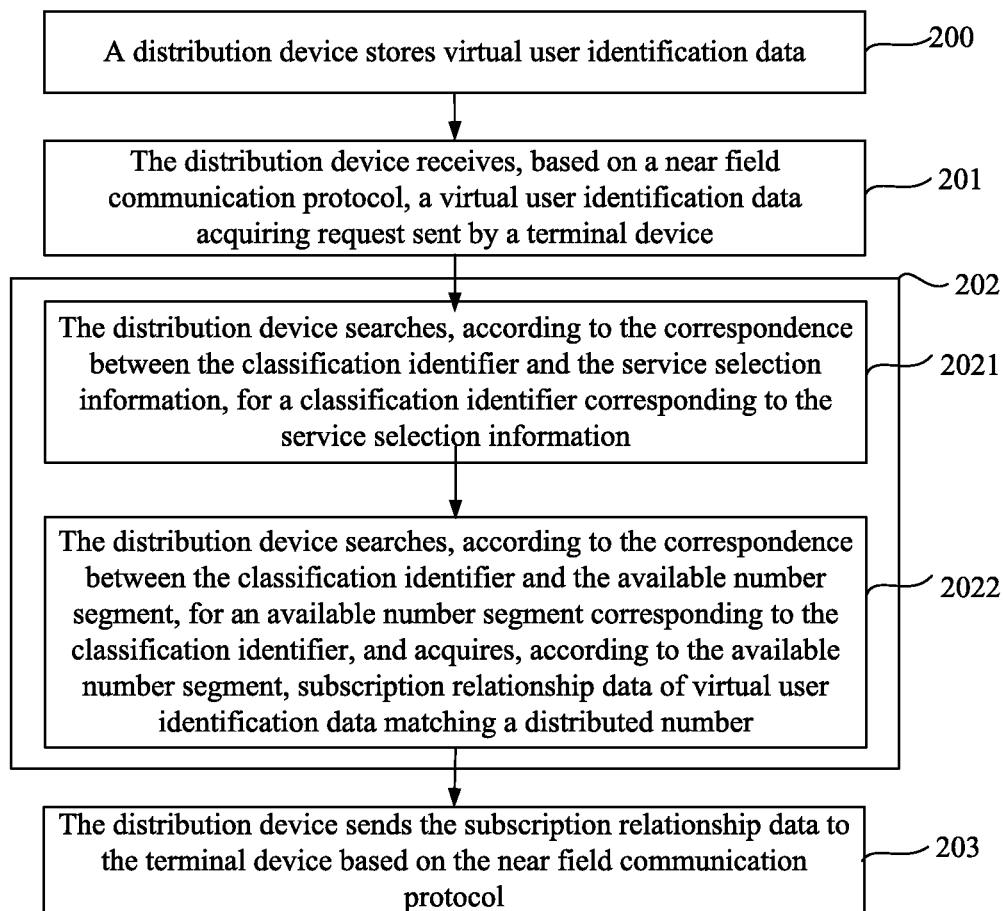 A distribution device stores virtual user identification data
200
The distribution device receives, based on a near field
communication protocol, a virtual user identification data
acquiring request sent by a terminal device
201
202
The distribution device searches, according to the correspondence
between the classification identifier and the service selection
information, for a classification identifier corresponding to the
service selection information
2021
The distribution device searches, according to the correspondence
between the classification identifier and the available number
segment, for an available number segment corresponding to the
classification identifier, and acquires, according to the available
number segment, subscription relationship data of virtual user
identification data matching a distributed number
2022
The distribution device sends the subscription relationship data to
the terminal device based on the near field communication
protocol
203